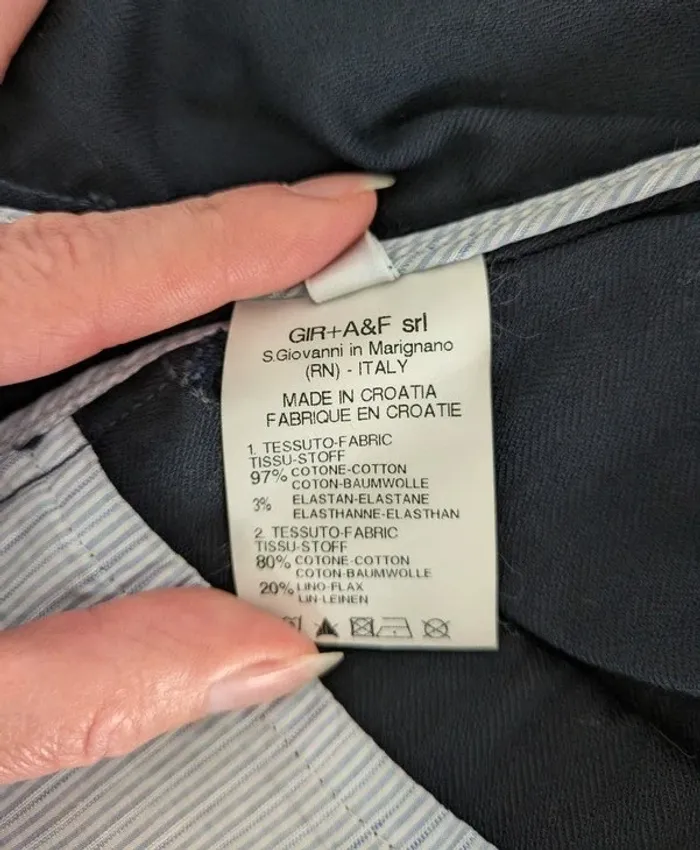 GIR+A&F srl
S.Giovanni in Marignano
(RN) - ITALY
MADE IN CROATIA
FABRIQUE EN CROATIE
1. TESSUTO-FABRIC
TISSU-STOFF
97% COTONE-COTTON
COTON-BAUMWOLLE
3% ELASTAN-ELASTANE
ELASTHANNE-ELASTHAN
2. TESSUTO-FABRIC
TISSU-STOFF
80% COTONE-COTTON
COTON-BAUMWOLLE
20% LINO-FLAX
LIN-LEINEN